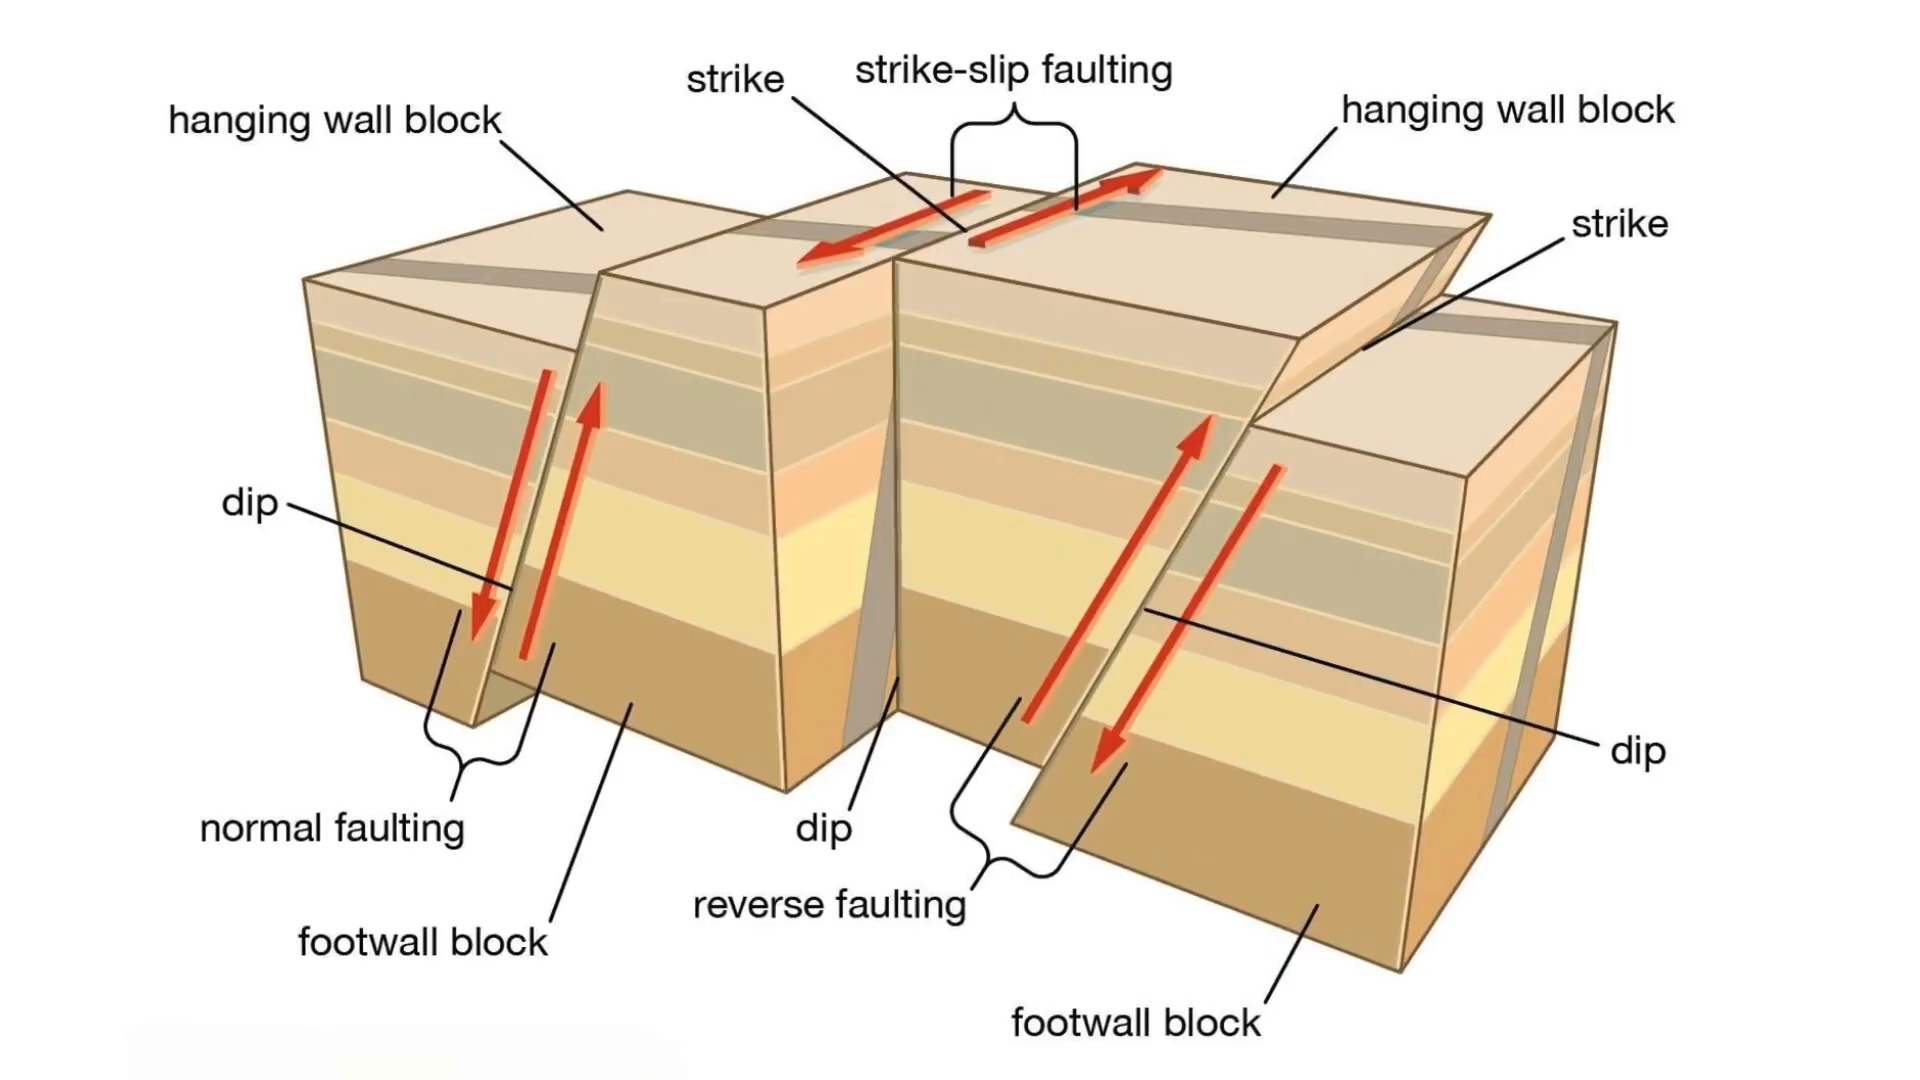 strike-slip faulting
strike
hanging wall block
hanging wall block
strike
dip
dip
normal faulting
dip
reverse faulting
footwall block
footwall block